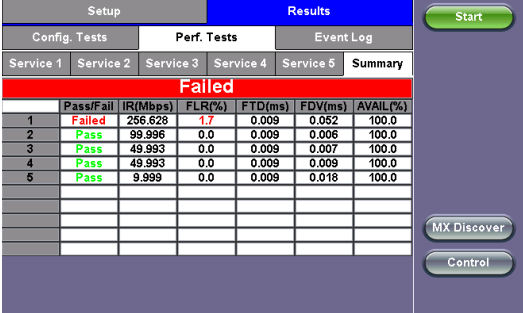 Setup Results Start
Config. Tests Perf. Tests Event Log
Service 1 Service 2 Service 3 Service 4 Service 5 Summary
Failed
Pass/Fail IR(Mbps) FLR(%) FTD(ms) FDV(ms) AVAIL(%)
1 Failed 256.628 1.7 0.009 0.052 100.0
2 Pass 99.996 0.0 0.009 0.006 100.0
3 Pass 49.993 0.0 0.009 0.007 100.0
4 Pass 49.993 0.0 0.009 0.009 100.0
5 Pass 9.999 0.0 0.009 0.018 100.0
MX Discover
Control